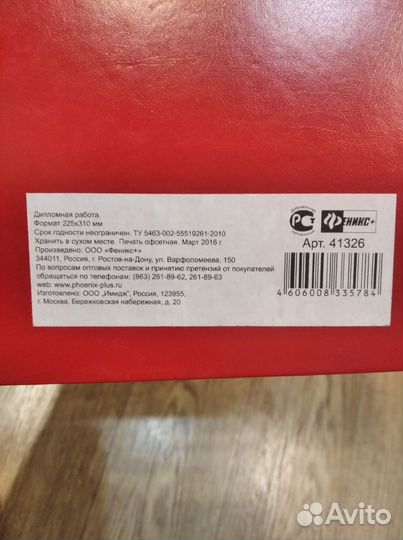 Дипломная работа.
Формат 225х310 мм
Срок годности неограничен. ТУ 5463-002-55519261-2010
Хранить в сухом месте. Печать офсетная. Март 2016 г.
Произведено: ООО «Феникс+»
344011, Россия, г. Ростов-на-Дону, ул. Варфоломеева, 150
По вопросам оптовых поставок и принятию претензий от покупателей
обращаться по телефонам: (863) 261-89-62, 261-89-63
web: www.phoenix-plus.ru
Изготовлено: ООО „Имидж", Россия, 123955,
г. Москва. Бережковская набережная, д. 20
РСТ
ФЕНИКС+
Арт. 41326
4 606008 335784
Avito